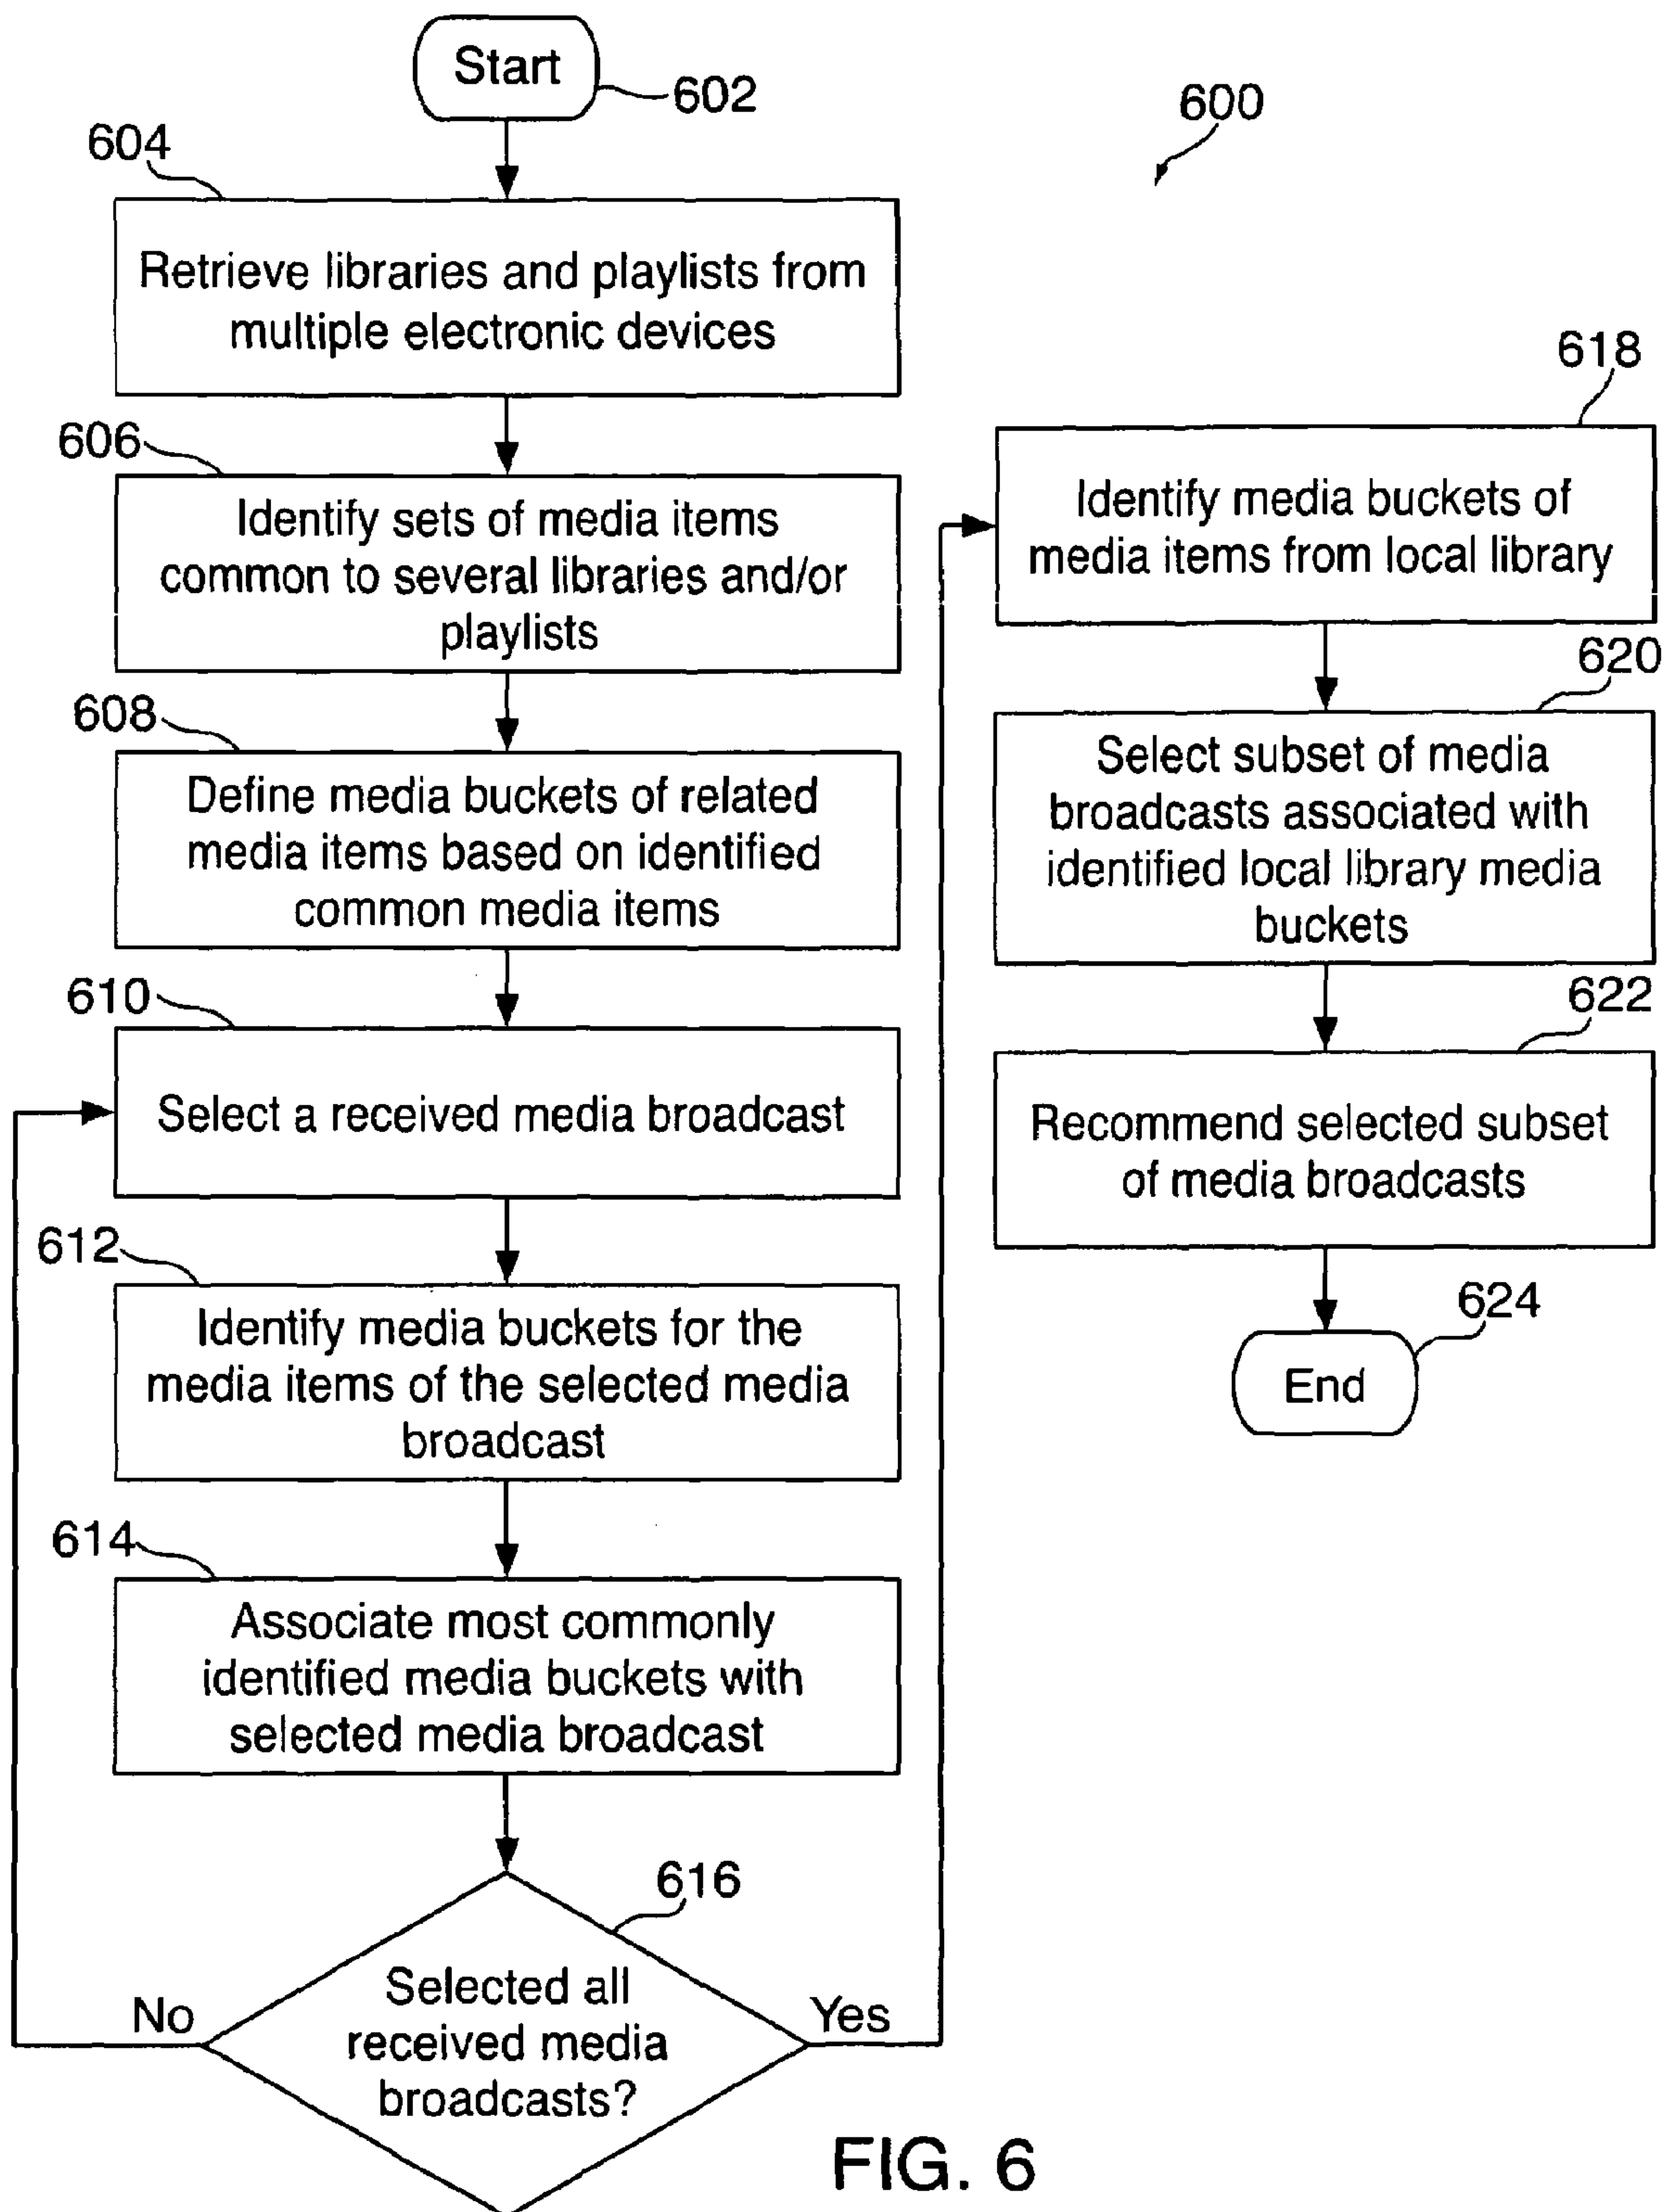 Start
602
600
604
Retrieve libraries and playlists from
multiple electronic devices
606
Identify sets of media items
common to several libraries and/or
playlists
608
Define media buckets of related
media items based on identified
common media items
610
Select a received media broadcast
612
Identify media buckets for the
media items of the selected media
broadcast
614
Associate most commonly
identified media buckets with
selected media broadcast
616
Selected all
received media
broadcasts?
No
Yes
618
Identify media buckets of
media items from local library
620
Select subset of media
broadcasts associated with
identified local library media
buckets
622
Recommend selected subset
of media broadcasts
624
End
FIG. 6